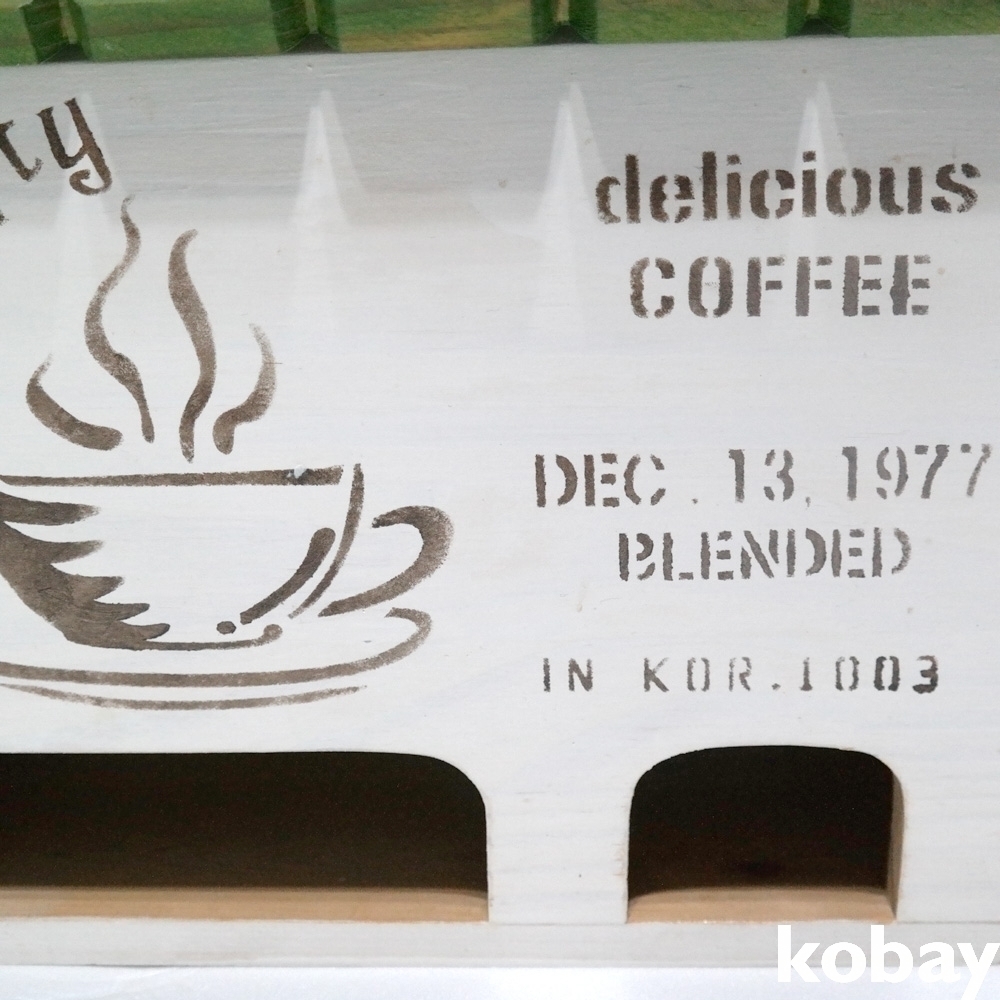 delicious
COFFEE
DEC. 13, 1977
BLENDED
IN KOR.1003
kobay